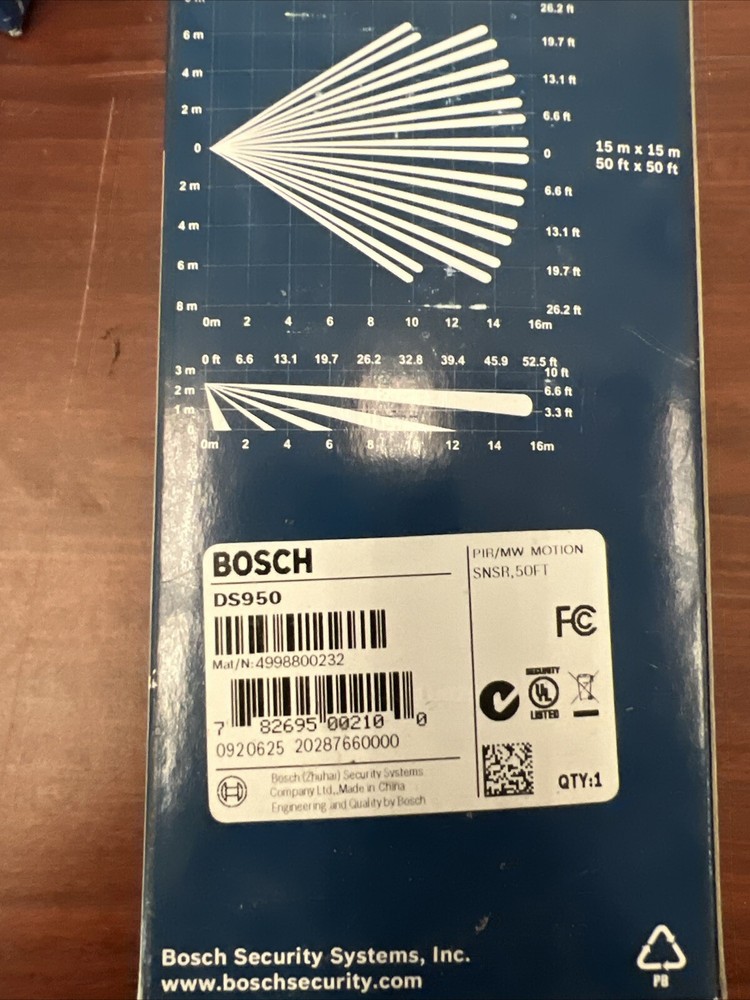 26.2 ft
6 m
19.7 ft
4 m
13.1 ft
2 m
6.6 ft
0
0
15 m x 15 m
50 ft x 50 ft
2 m
6.6 ft
4 m
13.1 ft
6 m
19.7 ft
8 m
26.2 ft
0m 2 4 6 8 10 12 14 16m
0 ft 6.6 13.1 19.7 26.2 32.8 39.4 45.9 52.5 ft
3 m
10 ft
2 m
6.6 ft
1 m
3.3 ft
0m 2 4 6 8 10 12 14 16m
BOSCH
DS950
Mat/N:4998800232
7 82695 00210 0
0920625 20287660000
Bosch (Zhuhai) Security Systems
Company Ltd,.Made in China
Engineering and Quality by Bosch
PIR/MW MOTION
SNSR,50FT
FC
SECURITY
UL
LISTED
QTY:1
Bosch Security Systems, Inc.
www.boschsecurity.com
PB